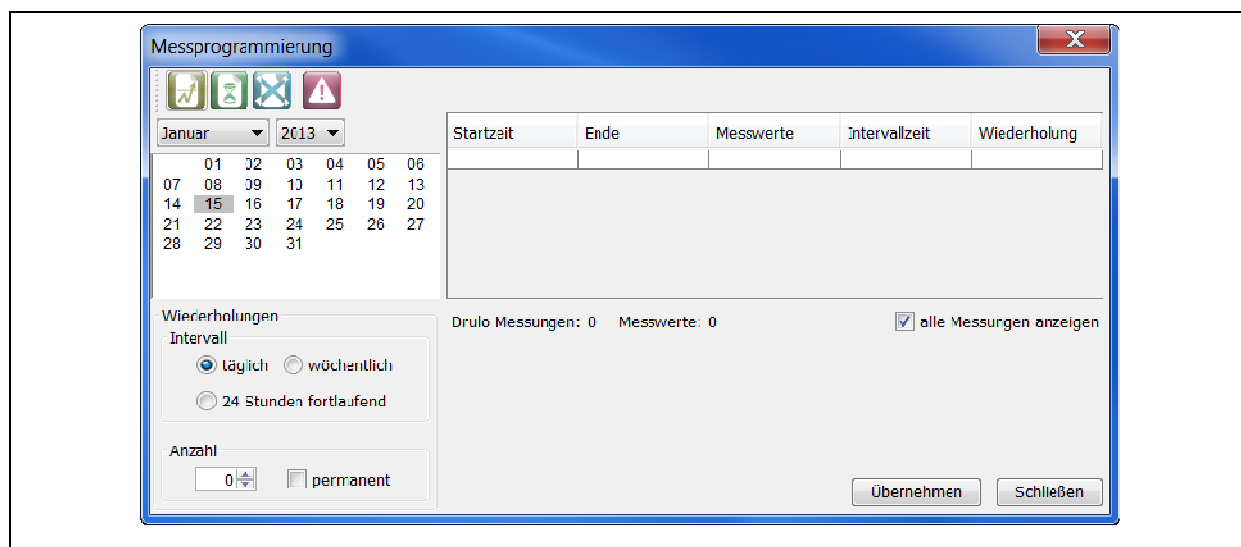 Messprogrammierung
Januar 2013
Startzeit Ende Messwerte Intervallzeit Wiederholung
01 02 03 04 05 06
07 08 09 10 11 12 13
14 15 16 17 18 19 20
21 22 23 24 25 26 27
28 29 30 31
Wiederholungen
Intervall
täglich wöchentlich
24 Stunden fortlaufend
Anzahl
0 permanent
Drulo Messungen: 0 Messwerte: 0 alle Messungen anzeigen
Übernehmen Schließen